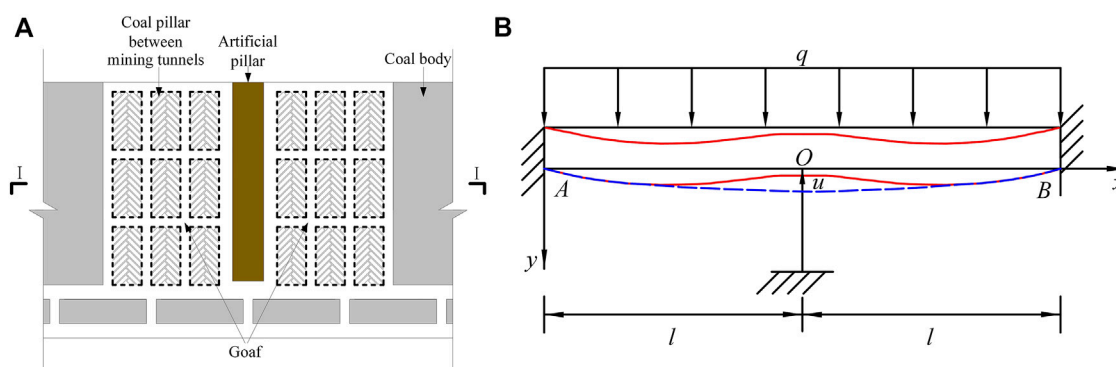 A
Coal pillar
between
mining tunnels
Artificial
pillar
Coal body
I
I
Goaf
B
q
O
u
A
B
x
y
l
l